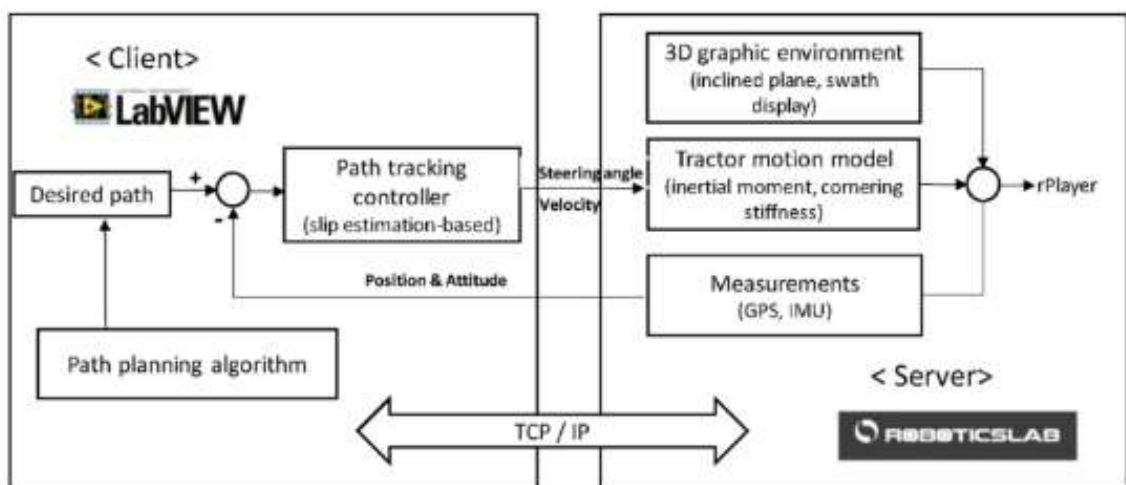 < Client>
LabVIEW
Desired path
+
-
Path tracking
controller
(slip estimation-based)
Steering angle
Velocity
Position & Attitude
Path planning algorithm
3D graphic environment
(inclined plane, swath
display)
Tractor motion model
(inertial moment, cornering
stiffness)
rPlayer
Measurements
(GPS, IMU)
< Server>
TCP / IP
ROBOTICSLAB